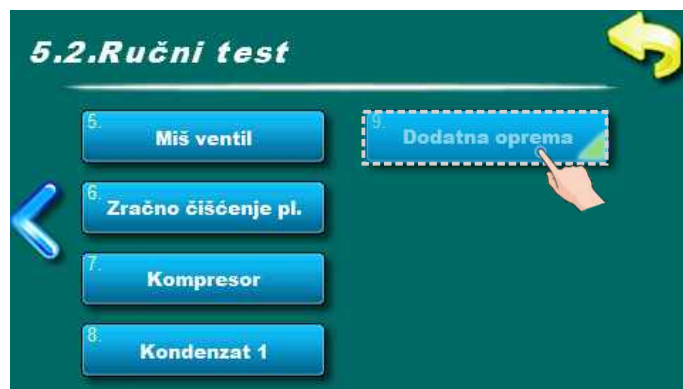 5.2.Ručni test
5.
Miš ventil
6.
Zračno čišćenje pl.
7.
Kompresor
8.
Kondenzat 1
9.
Dodatna oprema